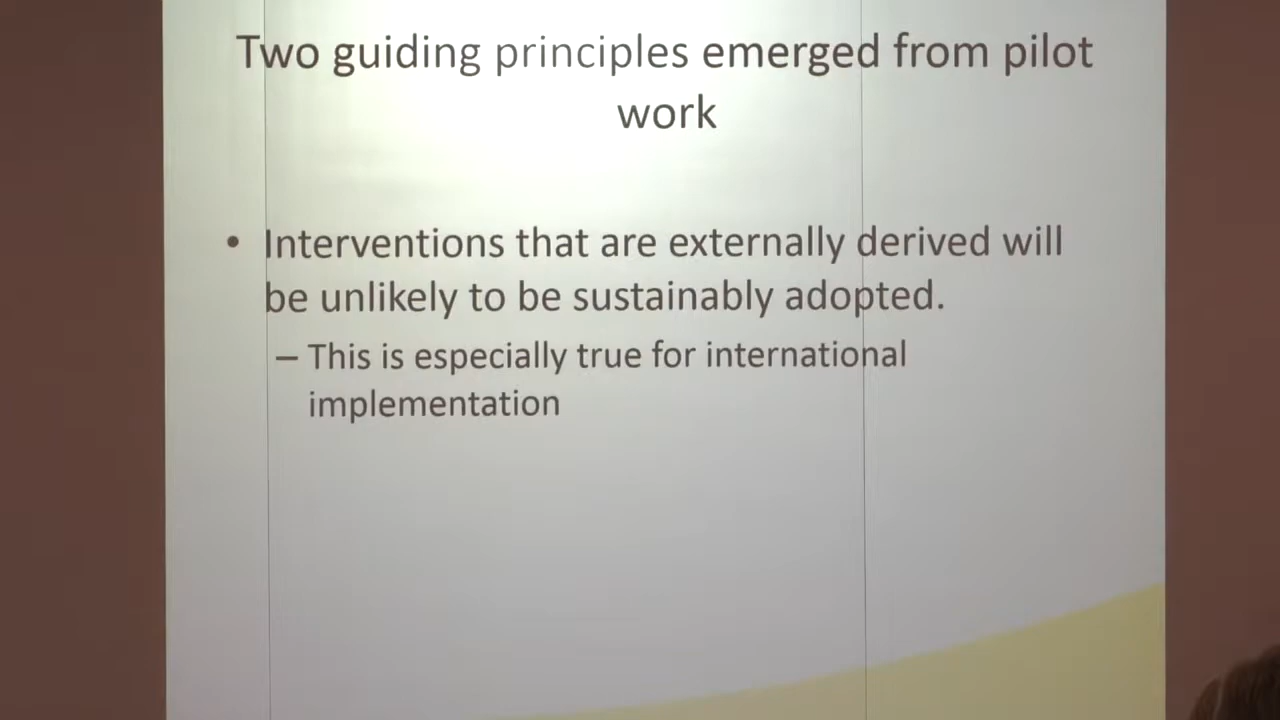 Two guiding principles emerged from pilot
work
• Interventions that are externally derived will
be unlikely to be sustainably adopted.
– This is especially true for international
implementation